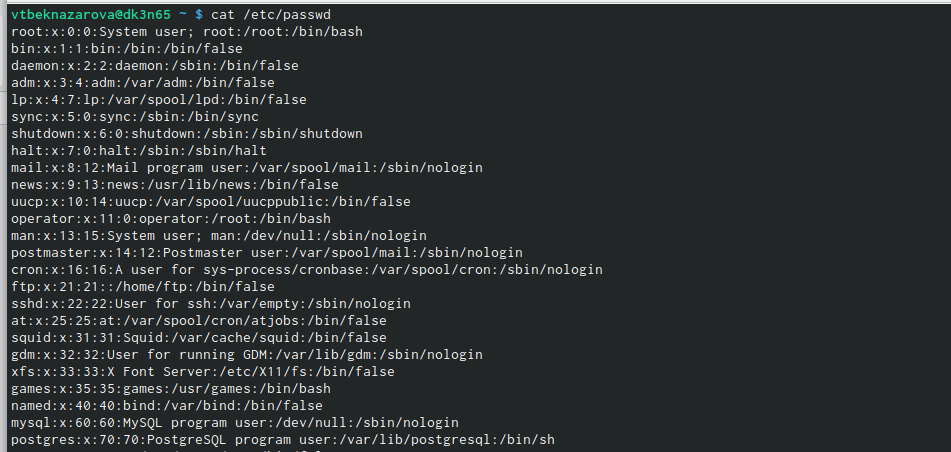 vtbeknazarova@dk3n65 ~ $ cat /etc/passwd
root:x:0:0:System user; root:/root:/bin/bash
bin:x:1:1:bin:/bin:/bin/false
daemon:x:2:2:daemon:/sbin:/bin/false
adm:x:3:4:adm:/var/adm:/bin/false
lp:x:4:7:lp:/var/spool/lpd:/bin/false
sync:x:5:0:sync:/sbin:/bin/sync
shutdown:x:6:0:shutdown:/sbin:/sbin/shutdown
halt:x:7:0:halt:/sbin:/sbin/halt
mail:x:8:12:Mail program user:/var/spool/mail:/sbin/nologin
news:x:9:13:news:/usr/lib/news:/bin/false
uucp:x:10:14:uucp:/var/spool/uucppublic:/bin/false
operator:x:11:0:operator:/root:/bin/bash
man:x:13:15:System user; man:/dev/null:/sbin/nologin
postmaster:x:14:12:Postmaster user:/var/spool/mail:/sbin/nologin
cron:x:16:16:A user for sys-process/cronbase:/var/spool/cron:/sbin/nologin
ftp:x:21:21::/home/ftp:/bin/false
sshd:x:22:22:User for ssh:/var/empty:/sbin/nologin
at:x:25:25:at:/var/spool/cron/atjobs:/bin/false
squid:x:31:31:Squid:/var/cache/squid:/bin/false
gdm:x:32:32:User for running GDM:/var/lib/gdm:/sbin/nologin
xfs:x:33:33:X Font Server:/etc/X11/fs:/bin/false
games:x:35:35:games:/usr/games:/bin/bash
named:x:40:40:bind:/var/bind:/bin/false
mysql:x:60:60:MySQL program user:/dev/null:/sbin/nologin
postgres:x:70:70:PostgreSQL program user:/var/lib/postgresql:/bin/sh